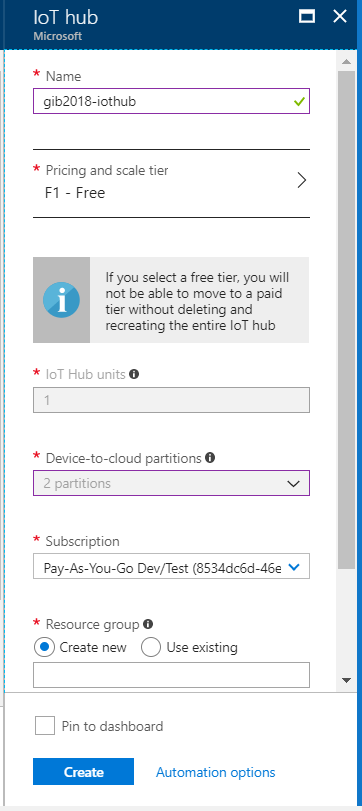 IoT hub
Microsoft
* Name
gib2018-iothub
* Pricing and scale tier
F1 - Free
If you select a free tier, you will
not be able to move to a paid
tier without deleting and
recreating the entire IoT hub
* IoT Hub units
1
* Device-to-cloud partitions
2 partitions
* Subscription
Pay-As-You-Go Dev/Test (8534dc6d-46e
* Resource group
Create new Use existing
Pin to dashboard
Create Automation options